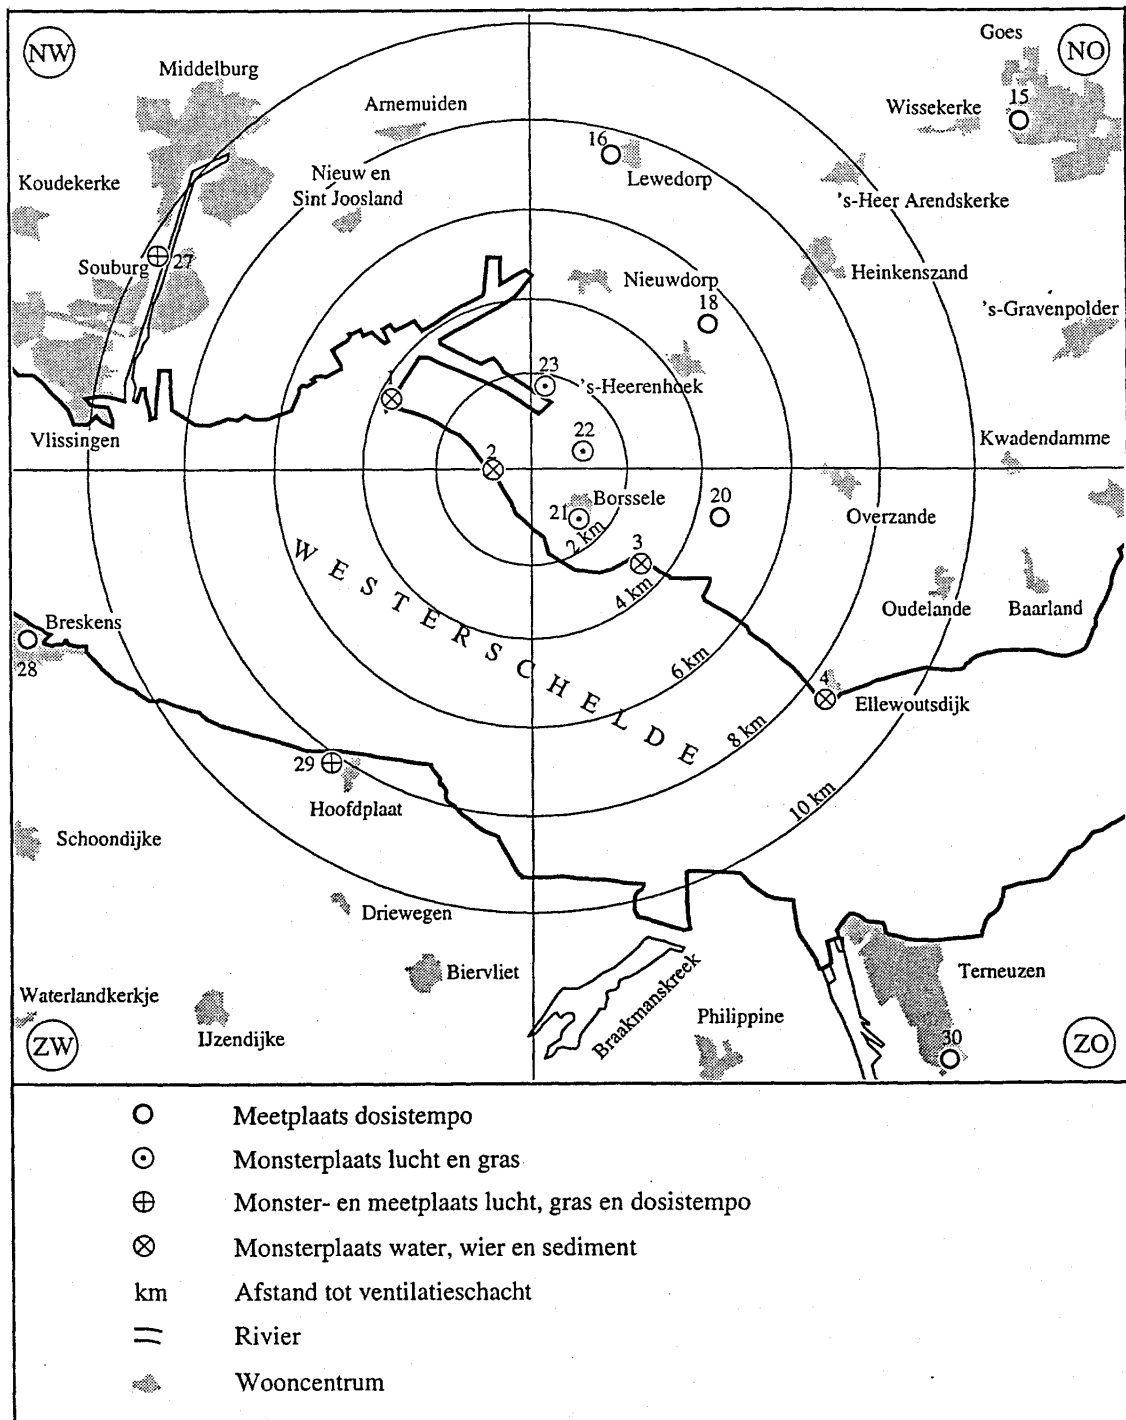 NW
NO
Goes
Middelburg
15
Arnemuiden
Wissekerke
16
Lewedorp
Koudekerke
Nieuw en
Sint Joosland
's-Heer Arendskerke
Souburg
27
Nieuwdorp
Heinkenszand
18
's-Gravenpolder
23
's-Heerenhoek
1
Vlissingen
22
Kwadendamme
2
Borssele
20
21
Overzande
2 km
3
WESTERSCHELDE
4 km
Oudelande
Baarland
Breskens
28
6 km
4
Ellewoutsdijk
8 km
29
Hoofdplaat
10 km
Schoondijke
Driewegen
Biervliet
Terneuzen
Braakmanskreek
Waterlandkerkje
Philippine
IJzendijke
ZW
30
ZO
Meetplaats dosistempo
Monsterplaats lucht en gras
Monster- en meetplaats lucht, gras en dosistempo
Monsterplaats water, wier en sediment
km Afstand tot ventilatieschacht
Rivier
Wooncentrum